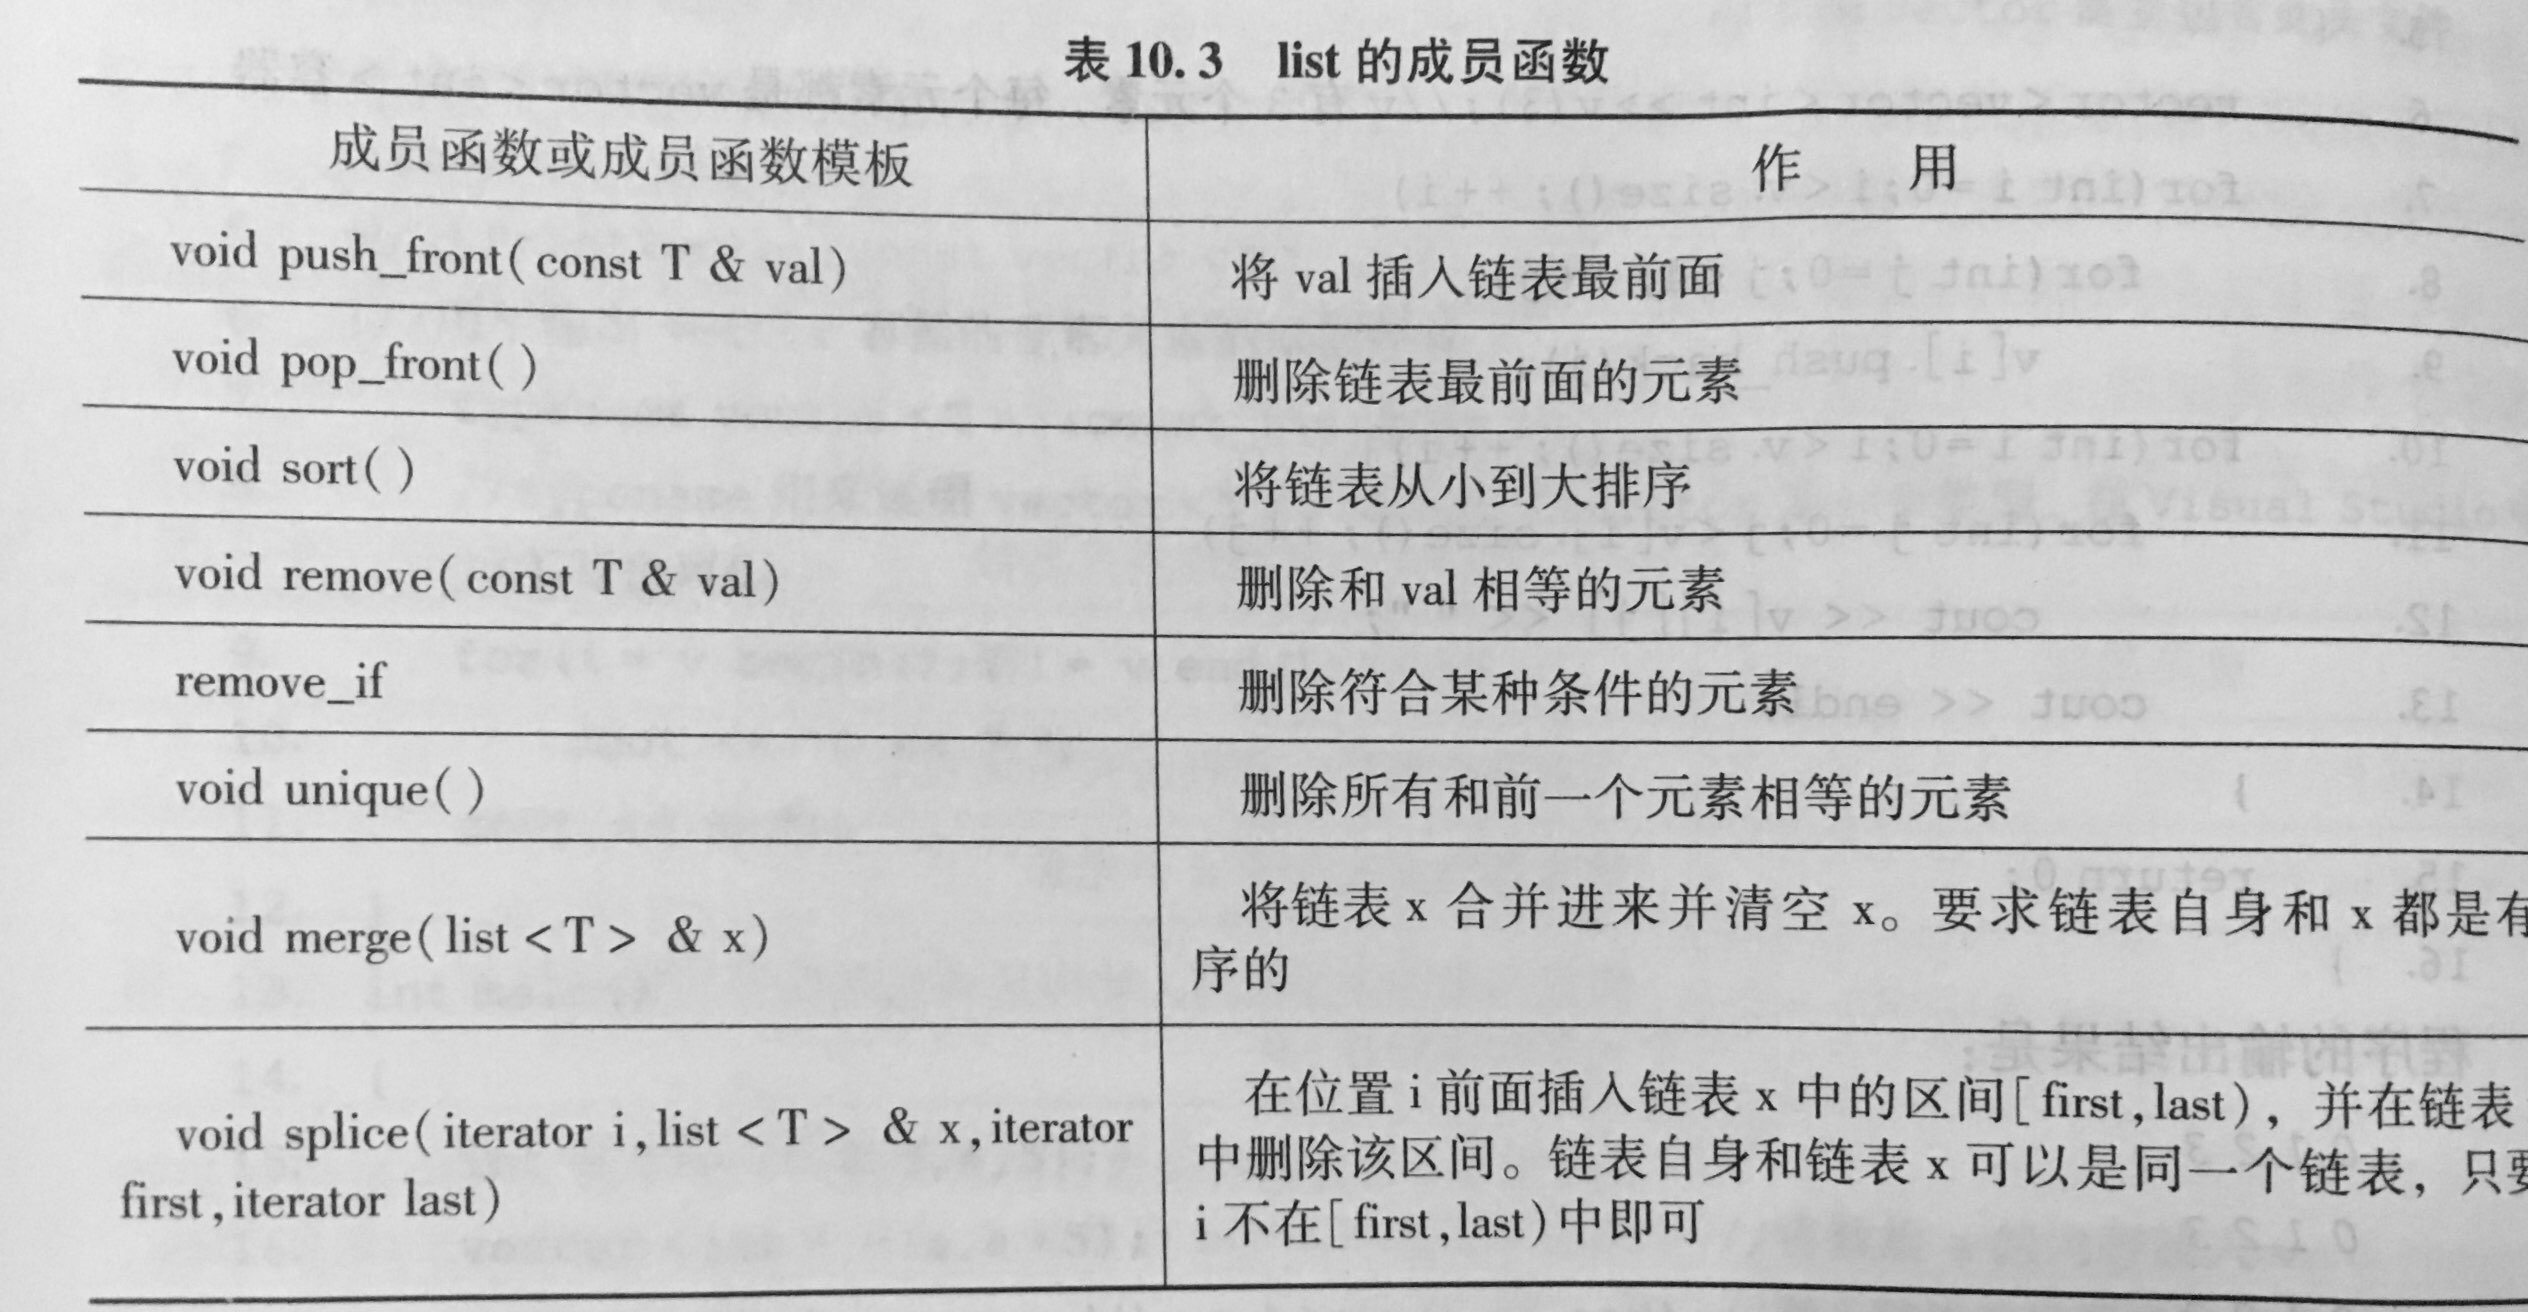 表 10.3 list 的成员函数
成员函数或成员函数模板 作 用
void push_front(const T & val) 将 val 插入链表最前面
void pop_front() 删除链表最前面的元素
void sort() 将链表从小到大排序
void remove(const T & val) 删除和 val 相等的元素
remove_if 删除符合某种条件的元素
void unique() 删除所有和前一个元素相等的元素
void merge(list <T> & x)
将链表 x 合并进来并清空 x。要求链表自身和 x 都是有
序的
void splice(iterator i,list <T> & x,iterator
first,iterator last)
在位置 i 前面插入链表 x 中的区间[first,last),并在链表
中删除该区间。链表自身和链表 x 可以是同一个链表,只要
i 不在[first,last)中即可